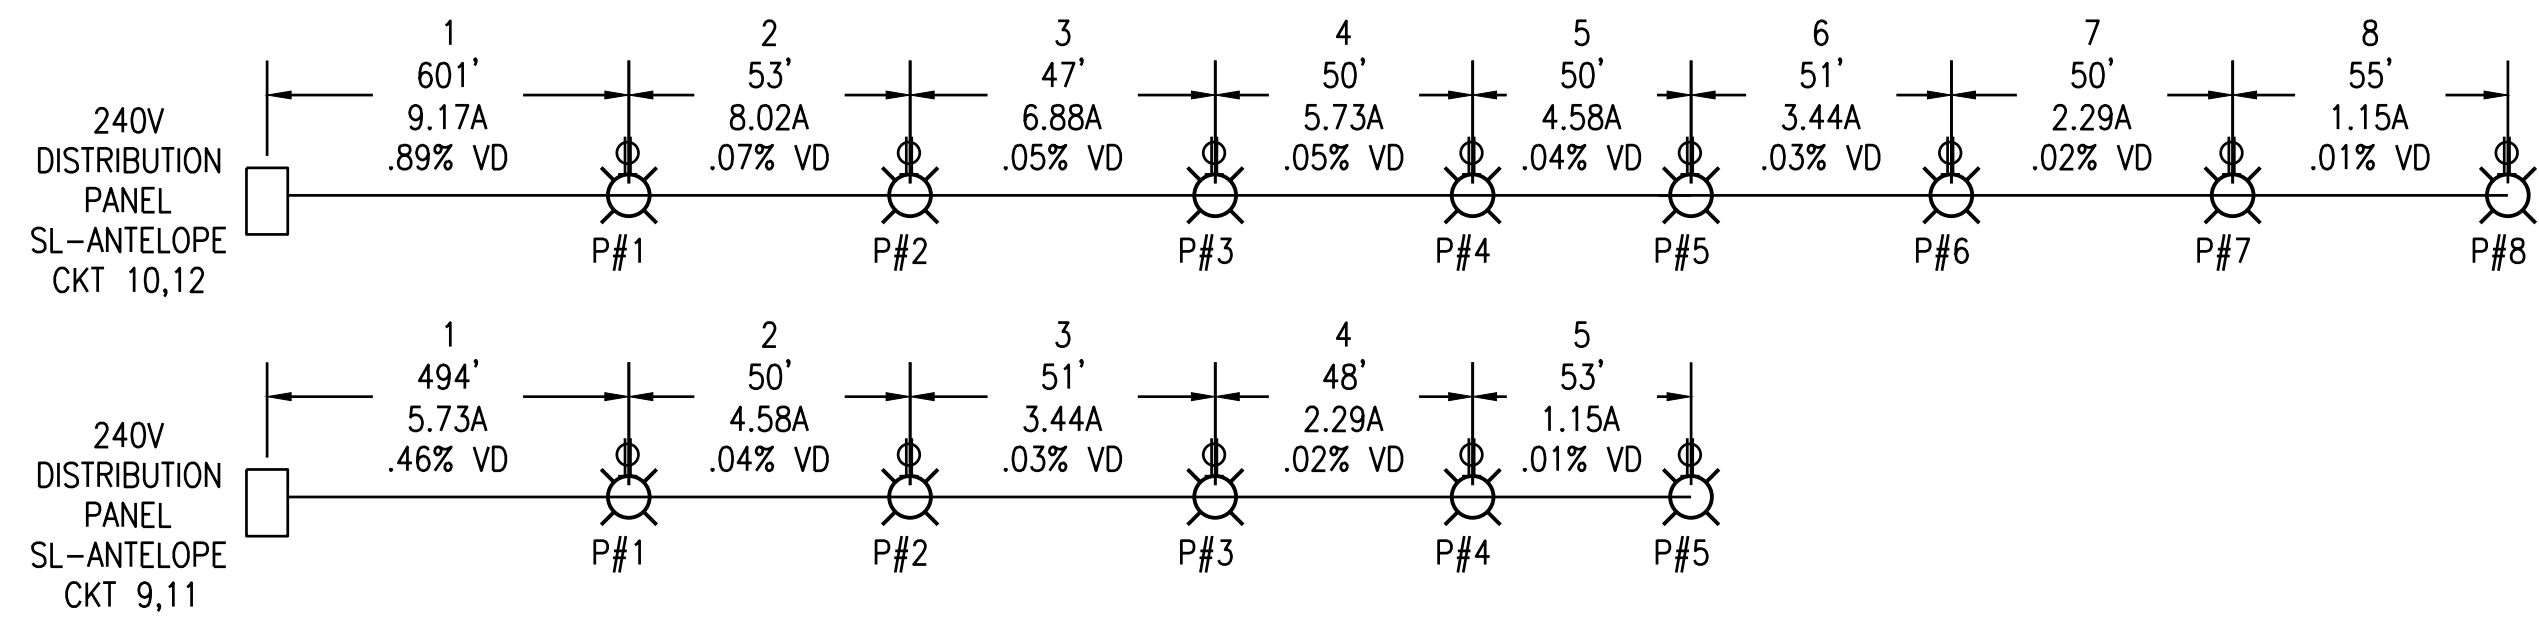 1 2 3 4 5 6 7 8
601' 53' 47' 50' 50' 51' 50' 55'
9.17A 8.02A 6.88A 5.73A 4.58A 3.44A 2.29A 1.15A
.89% VD .07% VD .05% VD .05% VD .04% VD .03% VD .02% VD .01% VD
240V
DISTRIBUTION
PANEL
SL-ANTELOPE
CKT 10,12
P#1 P#2 P#3 P#4 P#5 P#6 P#7 P#8
1 2 3 4 5
494' 50' 51' 48' 53'
5.73A 4.58A 3.44A 2.29A 1.15A
.46% VD .04% VD .03% VD .02% VD .01% VD
240V
DISTRIBUTION
PANEL
SL-ANTELOPE
CKT 9,11
P#1 P#2 P#3 P#4 P#5